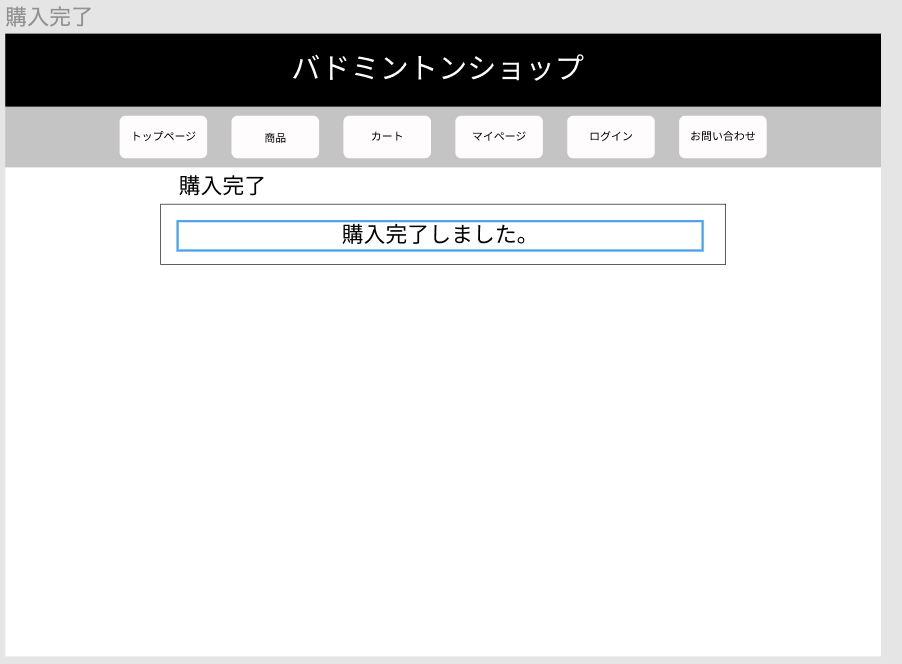 購入完了
バドミントンショップ
トップページ 商品 カート マイページ ログイン お問い合わせ
購入完了
購入完了しました。